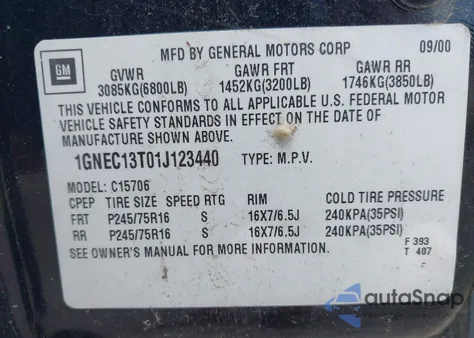 MFD BY GENERAL MOTORS CORP 09/00
GM
GVWR GAWR FRT GAWR RR
3085KG(6800LB) 1452KG(3200LB) 1746KG(3850LB)
THIS VEHICLE CONFORMS TO ALL APPLICABLE U.S. FEDERAL MOTOR
VEHICLE SAFETY STANDARDS IN EFFECT ON THE DATE OF
MANUFACTURE SHOWN ABOVE.
1GNEC13T01J123440 TYPE: M.P.V.
MODEL: C15706
CPEP TIRE SIZE SPEED RTG RIM COLD TIRE PRESSURE
FRT P245/75R16 S 16X7/6.5J 240KPA(35PSI)
RR P245/75R16 S 16X7/6.5J 240KPA(35PSI)
SEE OWNER'S MANUAL FOR MORE INFORMATION. F 393
T 407
autoSnap